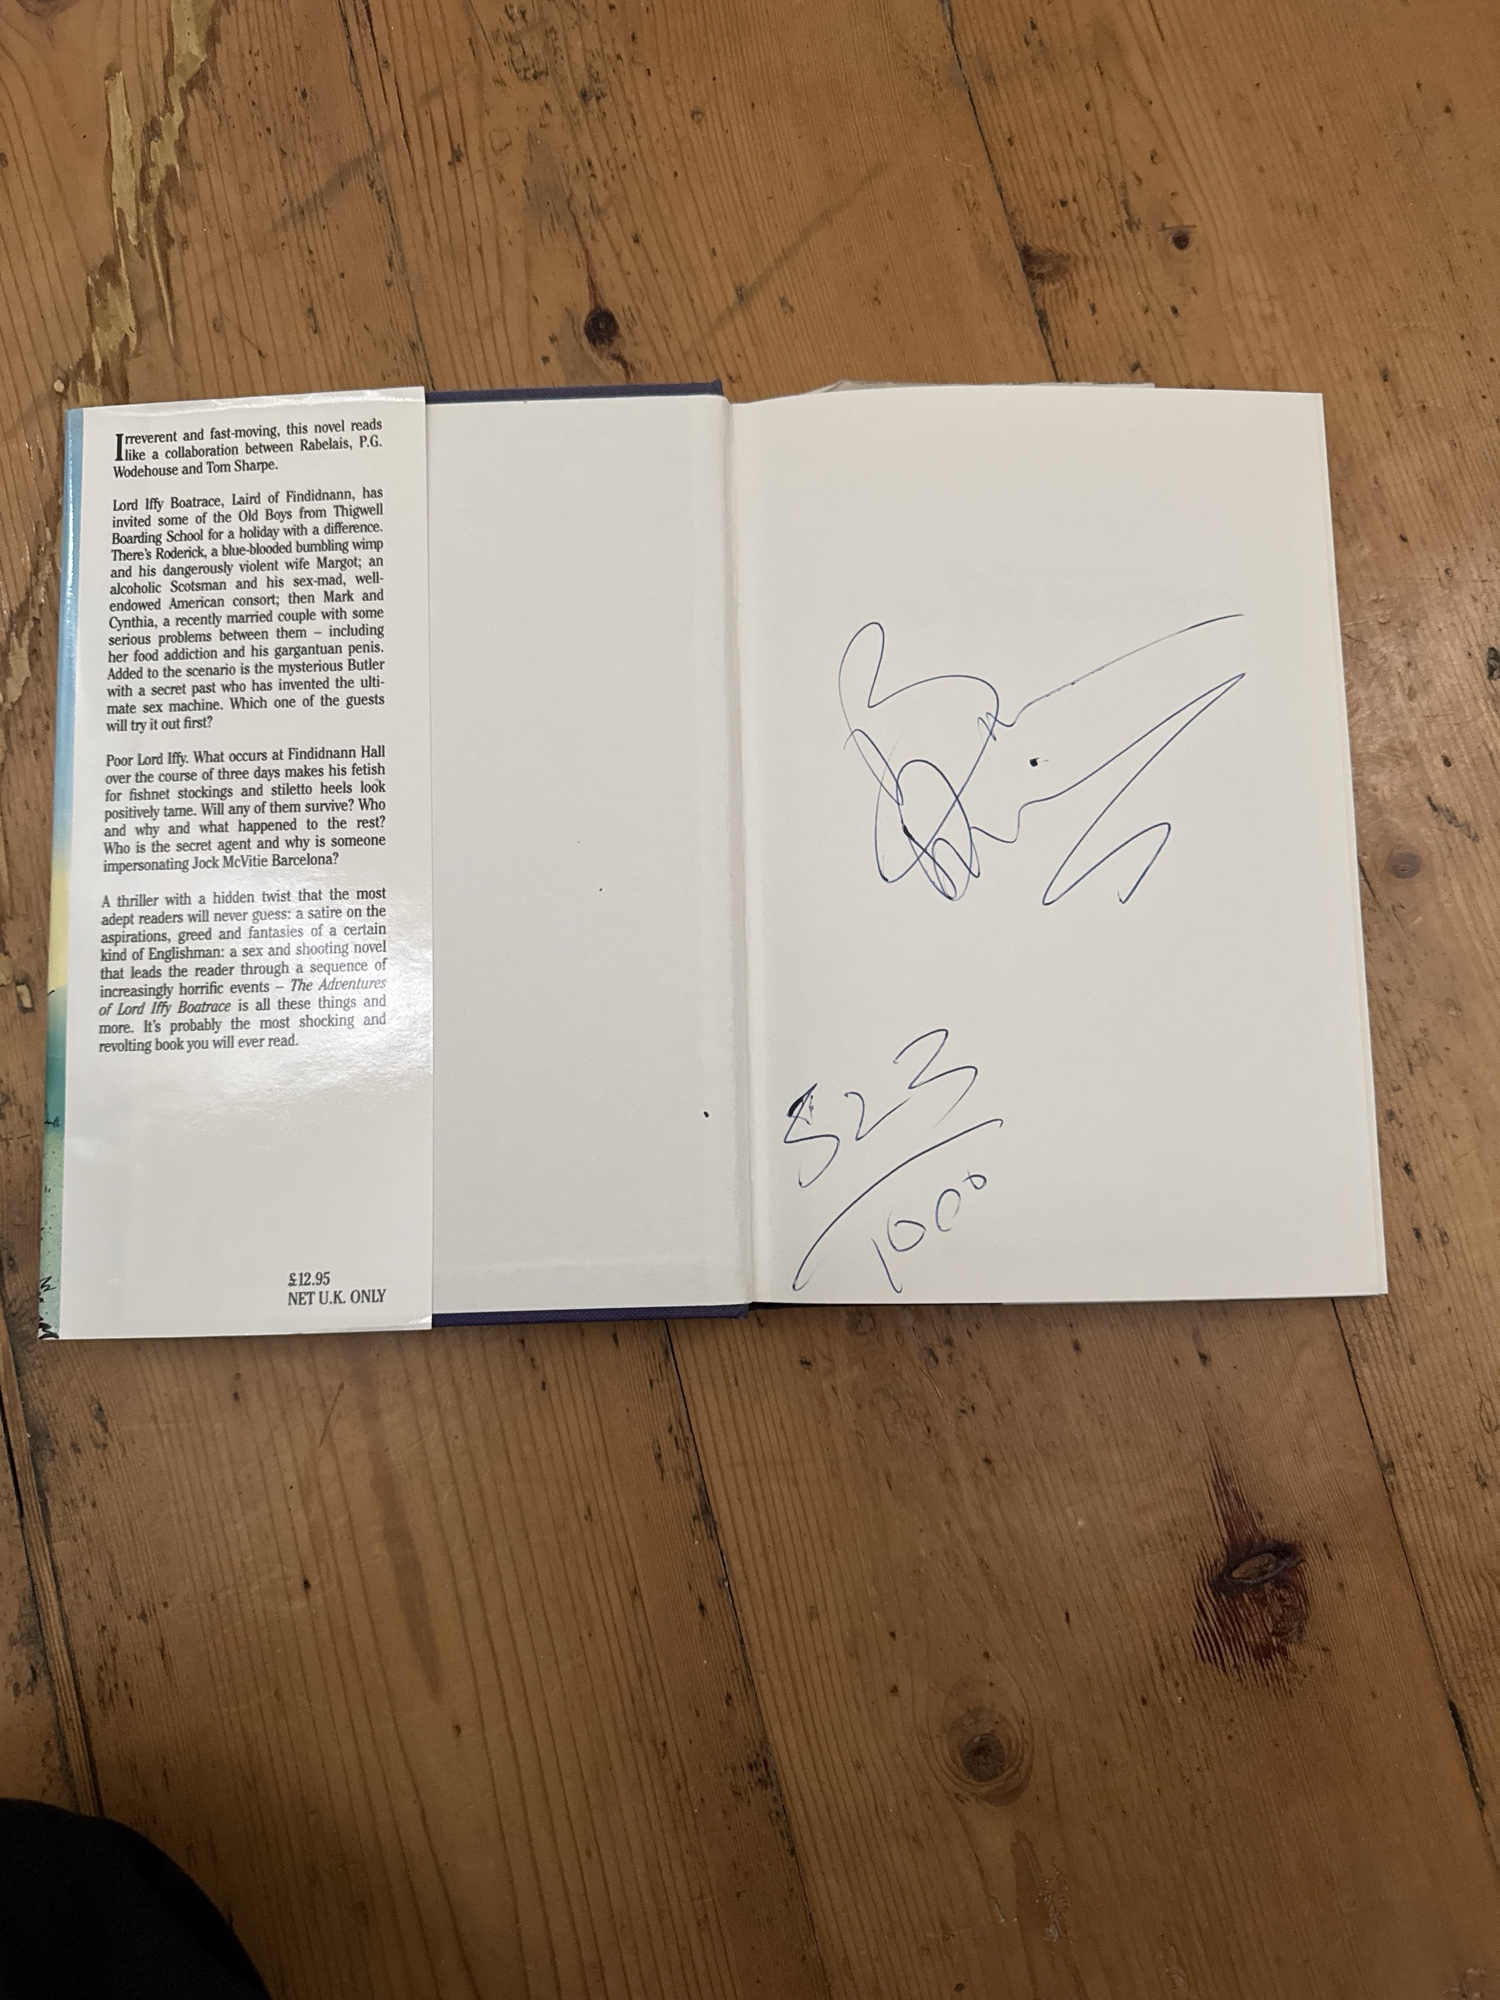 Irreverent and fast-moving, this novel reads
like a collaboration between Rabelais, P.G.
Wodehouse and Tom Sharpe.
Lord Iffy Boatrace, Laird of Findidnann, has
invited some of the Old Boys from Thigwell
Boarding School for a holiday with a difference.
There's Roderick, a blue-blooded bumbling wimp
and his dangerously violent wife Margot; an
alcoholic Scotsman and his sex-mad, well-
endowed American consort; then Mark and
Cynthia, a recently married couple with some
serious problems between them – including
her food addiction and his gargantuan penis.
Added to the scenario is the mysterious Butler
with a secret past who has invented the ulti-
mate sex machine. Which one of the guests
will try it out first?
Poor Lord Iffy. What occurs at Findidnann Hall
over the course of three days makes his fetish
for fishnet stockings and stiletto heels look
positively tame. Will any of them survive? Who
and why and what happened to the rest?
Who is the secret agent and why is someone
impersonating Jock McVitie Barcelona?
A thriller with a hidden twist that the most
adept readers will never guess: a satire on the
aspirations, greed and fantasies of a certain
kind of Englishman: a sex and shooting novel
that leads the reader through a sequence of
increasingly horrific events – The Adventures
of Lord Iffy Boatrace is all these things and
more. It's probably the most shocking and
revolting book you will ever read.
£12.95
NET U.K. ONLY
523
1000